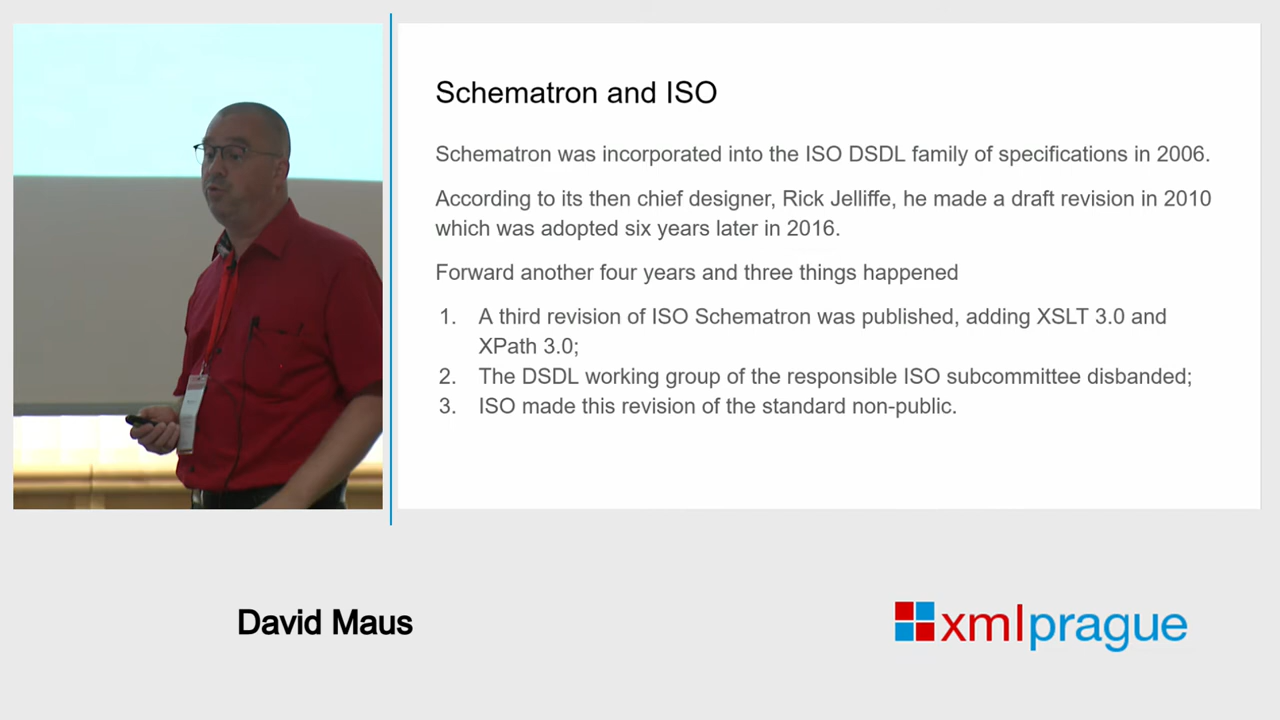 Schematron and ISO
Schematron was incorporated into the ISO DSDL family of specifications in 2006.
According to its then chief designer, Rick Jelliffe, he made a draft revision in 2010
which was adopted six years later in 2016.
Forward another four years and three things happened
1. A third revision of ISO Schematron was published, adding XSLT 3.0 and
XPath 3.0;
2. The DSDL working group of the responsible ISO subcommittee disbanded;
3. ISO made this revision of the standard non-public.
David Maus
xmlprague